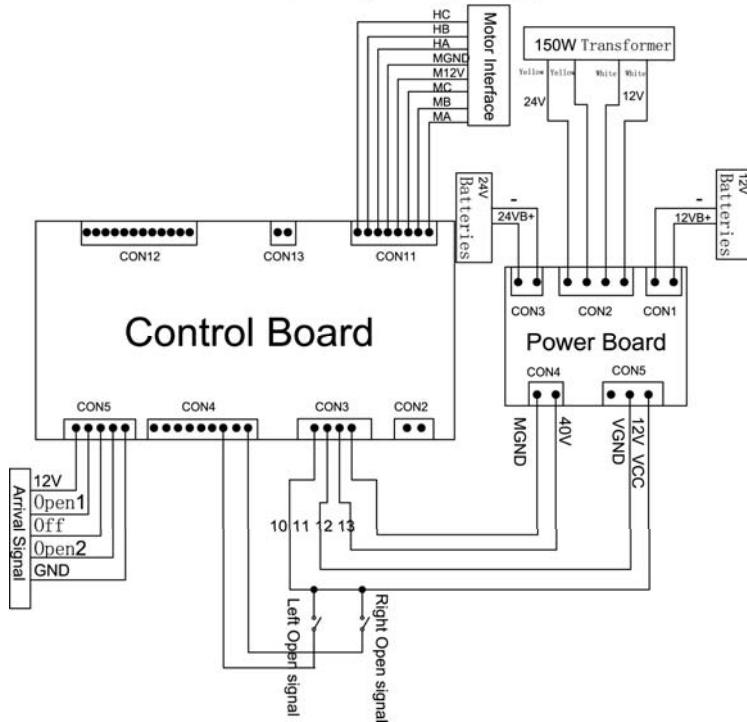 HC
HB
HA
MGND
M12V
MC
MB
MA
Motor Interface
150W Transformer
Yellow Yellow White White
24V
12V
24V
Batteries
-
24VB+
-
12VB+
12V
Batteries
CON12
CON13
CON11
CON3
CON2
CON1
Control Board
Power Board
CON4
CON5
CON5
CON4
CON3
CON2
MGND
40V
VGND
12V VCC
Arrival Signal
12V
Open1
Off
Open2
GND
10 11 12 13
Left Open signal
Right Open signal